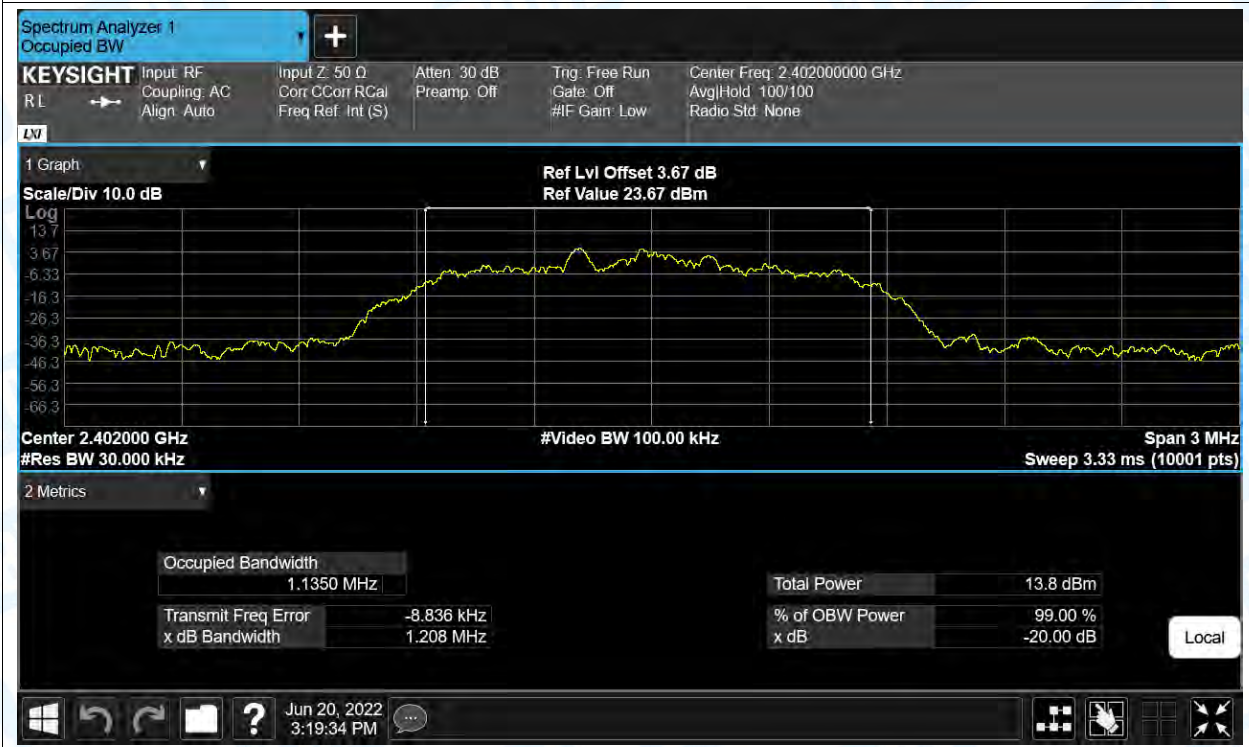 Spectrum Analyzer 1
Occupied BW
+
KEYSIGHT
R L
LXI
Input: RF
Coupling: AC
Align: Auto
Input Z: 50 Ω
Corr CCorr RCal
Freq Ref: Int (S)
Atten: 30 dB
Preamp: Off
Trig: Free Run
Gate: Off
#IF Gain: Low
Center Freq: 2.402000000 GHz
Avg|Hold: 100/100
Radio Std: None
1 Graph
Scale/Div 10.0 dB
Ref Lvl Offset 3.67 dB
Ref Value 23.67 dBm
Log
13.7
3.67
-6.33
-16.3
-26.3
-36.3
-46.3
-56.3
-66.3
Center 2.402000 GHz
#Res BW 30.000 kHz
#Video BW 100.00 kHz
Span 3 MHz
Sweep 3.33 ms (10001 pts)
2 Metrics
Occupied Bandwidth
1.1350 MHz
Transmit Freq Error -8.836 kHz
x dB Bandwidth 1.208 MHz
Total Power 13.8 dBm
% of OBW Power 99.00 %
x dB -20.00 dB
Local
?
Jun 20, 2022
3:19:34 PM